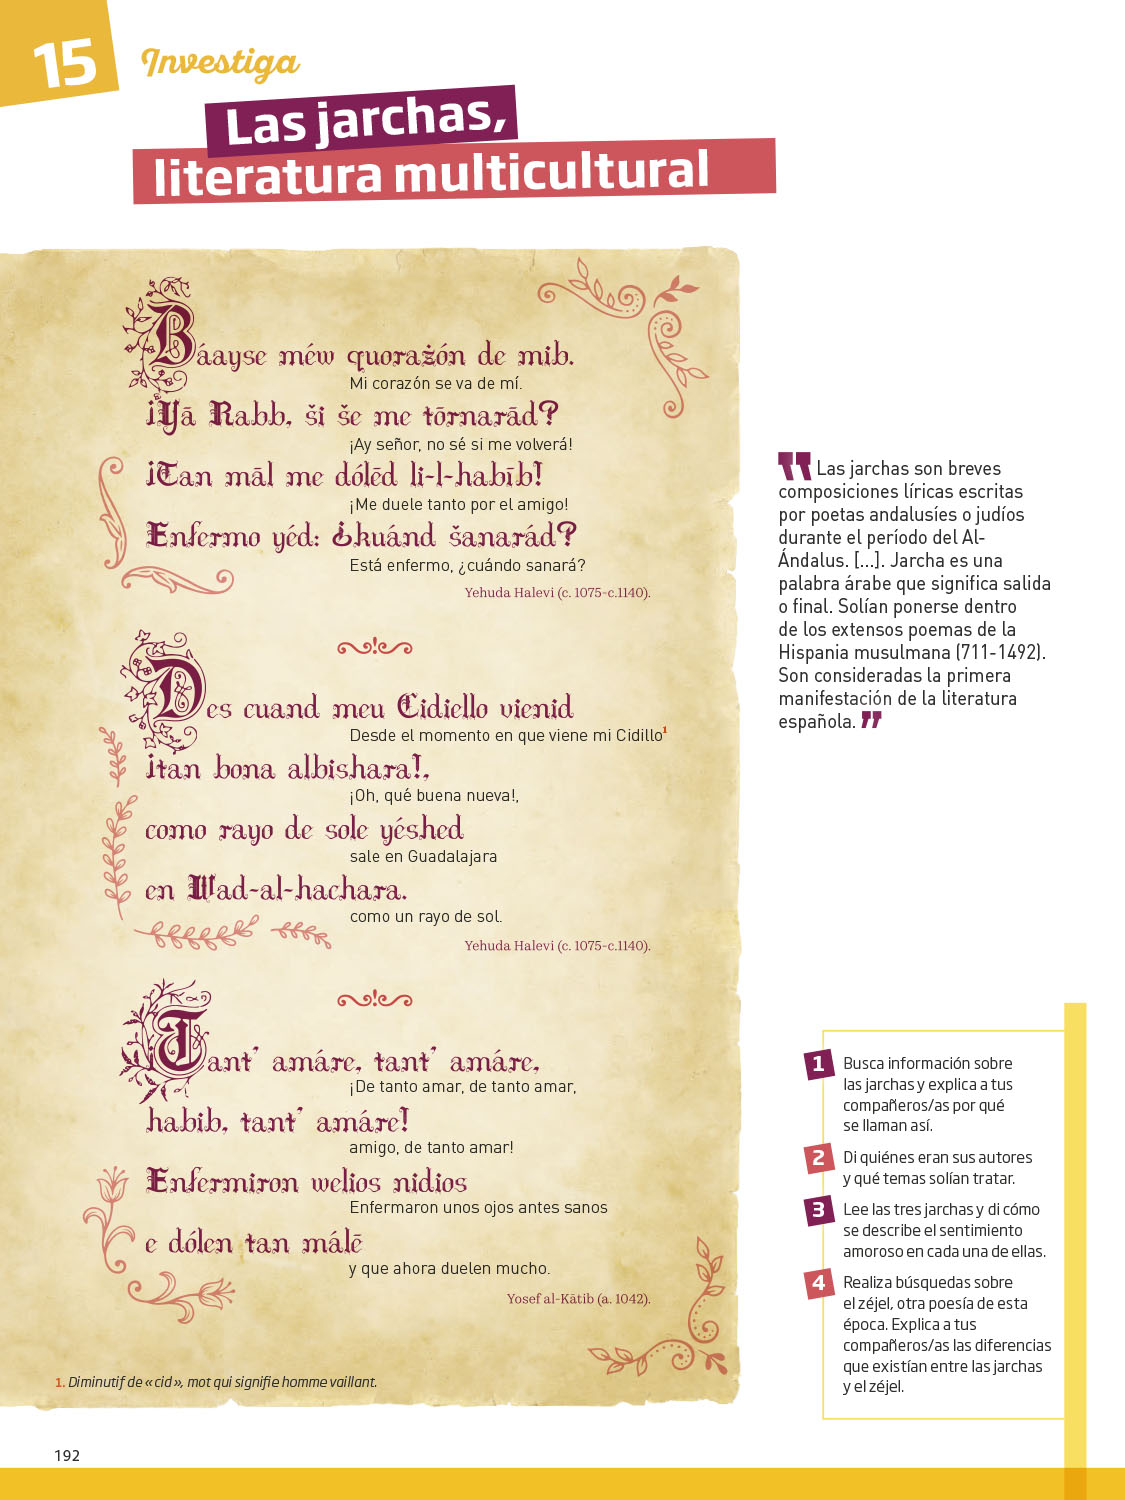 15
Investiga
Las jarchas,
literatura multicultural
Báayse méw quorażón de mib.
Mi corazón se va de mí.
¡Yā Rabb, ši še me tōrnarād?
¡Ay señor, no sé si me volverá!
¡Tan māl me dólēd li-l-habīb!
¡Me duele tanto por el amigo!
Enfermo yéd: ¿kuánd šanarád?
Está enfermo, ¿cuándo sanará?
Yehuda Halevi (c. 1075-c.1140).
Des cuand meu Cidiello vienid
Desde el momento en que viene mi Cidillo¹
¡tan bona albishara!,
¡Oh, qué buena nueva!,
como rayo de sole yéshed
sale en Guadalajara
en Wad-al-hachara.
como un rayo de sol.
Yehuda Halevi (c. 1075-c.1140).
¡Tant’ amáre, tant’ amáre,
¡De tanto amar, de tanto amar,
habib, tant’ amáre!
amigo, de tanto amar!
Enfermiron welios nidios
Enfermaron unos ojos antes sanos
e dólen tan málē
y que ahora duelen mucho.
Yosef al-Kātib (a. 1042).
1. Diminutif de « cid », mot qui signifie homme vaillant.
" Las jarchas son breves
composiciones líricas escritas
por poetas andalusíes o judíos
durante el período del Al-
Ándalus. [...]. Jarcha es una
palabra árabe que significa salida
o final. Solían ponerse dentro
de los extensos poemas de la
Hispania musulmana (711-1492).
Son consideradas la primera
manifestación de la literatura
española. "
1 Busca información sobre
las jarchas y explica a tus
compañeros/as por qué
se llaman así.
2 Di quiénes eran sus autores
y qué temas solían tratar.
3 Lee las tres jarchas y di cómo
se describe el sentimiento
amoroso en cada una de ellas.
4 Realiza búsquedas sobre
el zéjel, otra poesía de esta
época. Explica a tus
compañeros/as las diferencias
que existían entre las jarchas
y el zéjel.
192